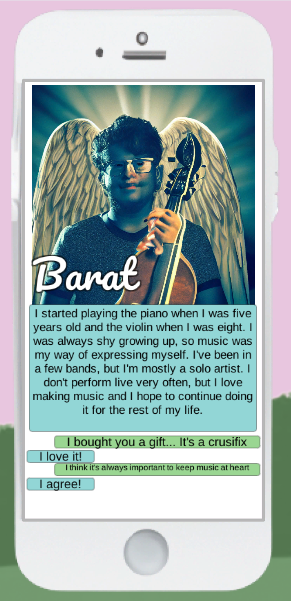 Barat
I started playing the piano when I was five
years old and the violin when I was eight. I
was always shy growing up, so music was
my way of expressing myself. I've been in
a few bands, but I'm mostly a solo artist. I
don't perform live very often, but I love
making music and I hope to continue doing
it for the rest of my life.
I bought you a gift... It's a crusifix
I love it!
I think it's always important to keep music at heart
I agree!